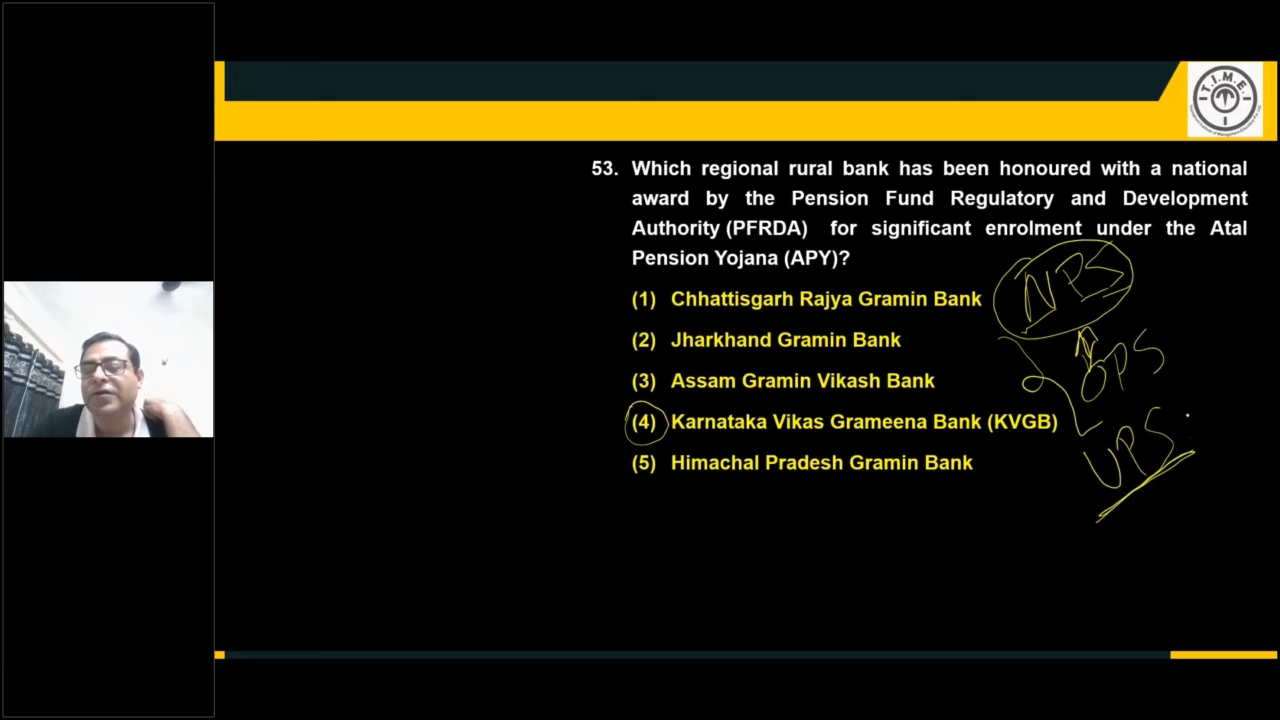 T.I.M.E.
53. Which regional rural bank has been honoured with a national
award by the Pension Fund Regulatory and Development
Authority (PFRDA) for significant enrolment under the Atal
Pension Yojana (APY)?
(1) Chhattisgarh Rajya Gramin Bank
(2) Jharkhand Gramin Bank
(3) Assam Gramin Vikash Bank
(4) Karnataka Vikas Grameena Bank (KVGB)
(5) Himachal Pradesh Gramin Bank
NPS
OPS
UPS